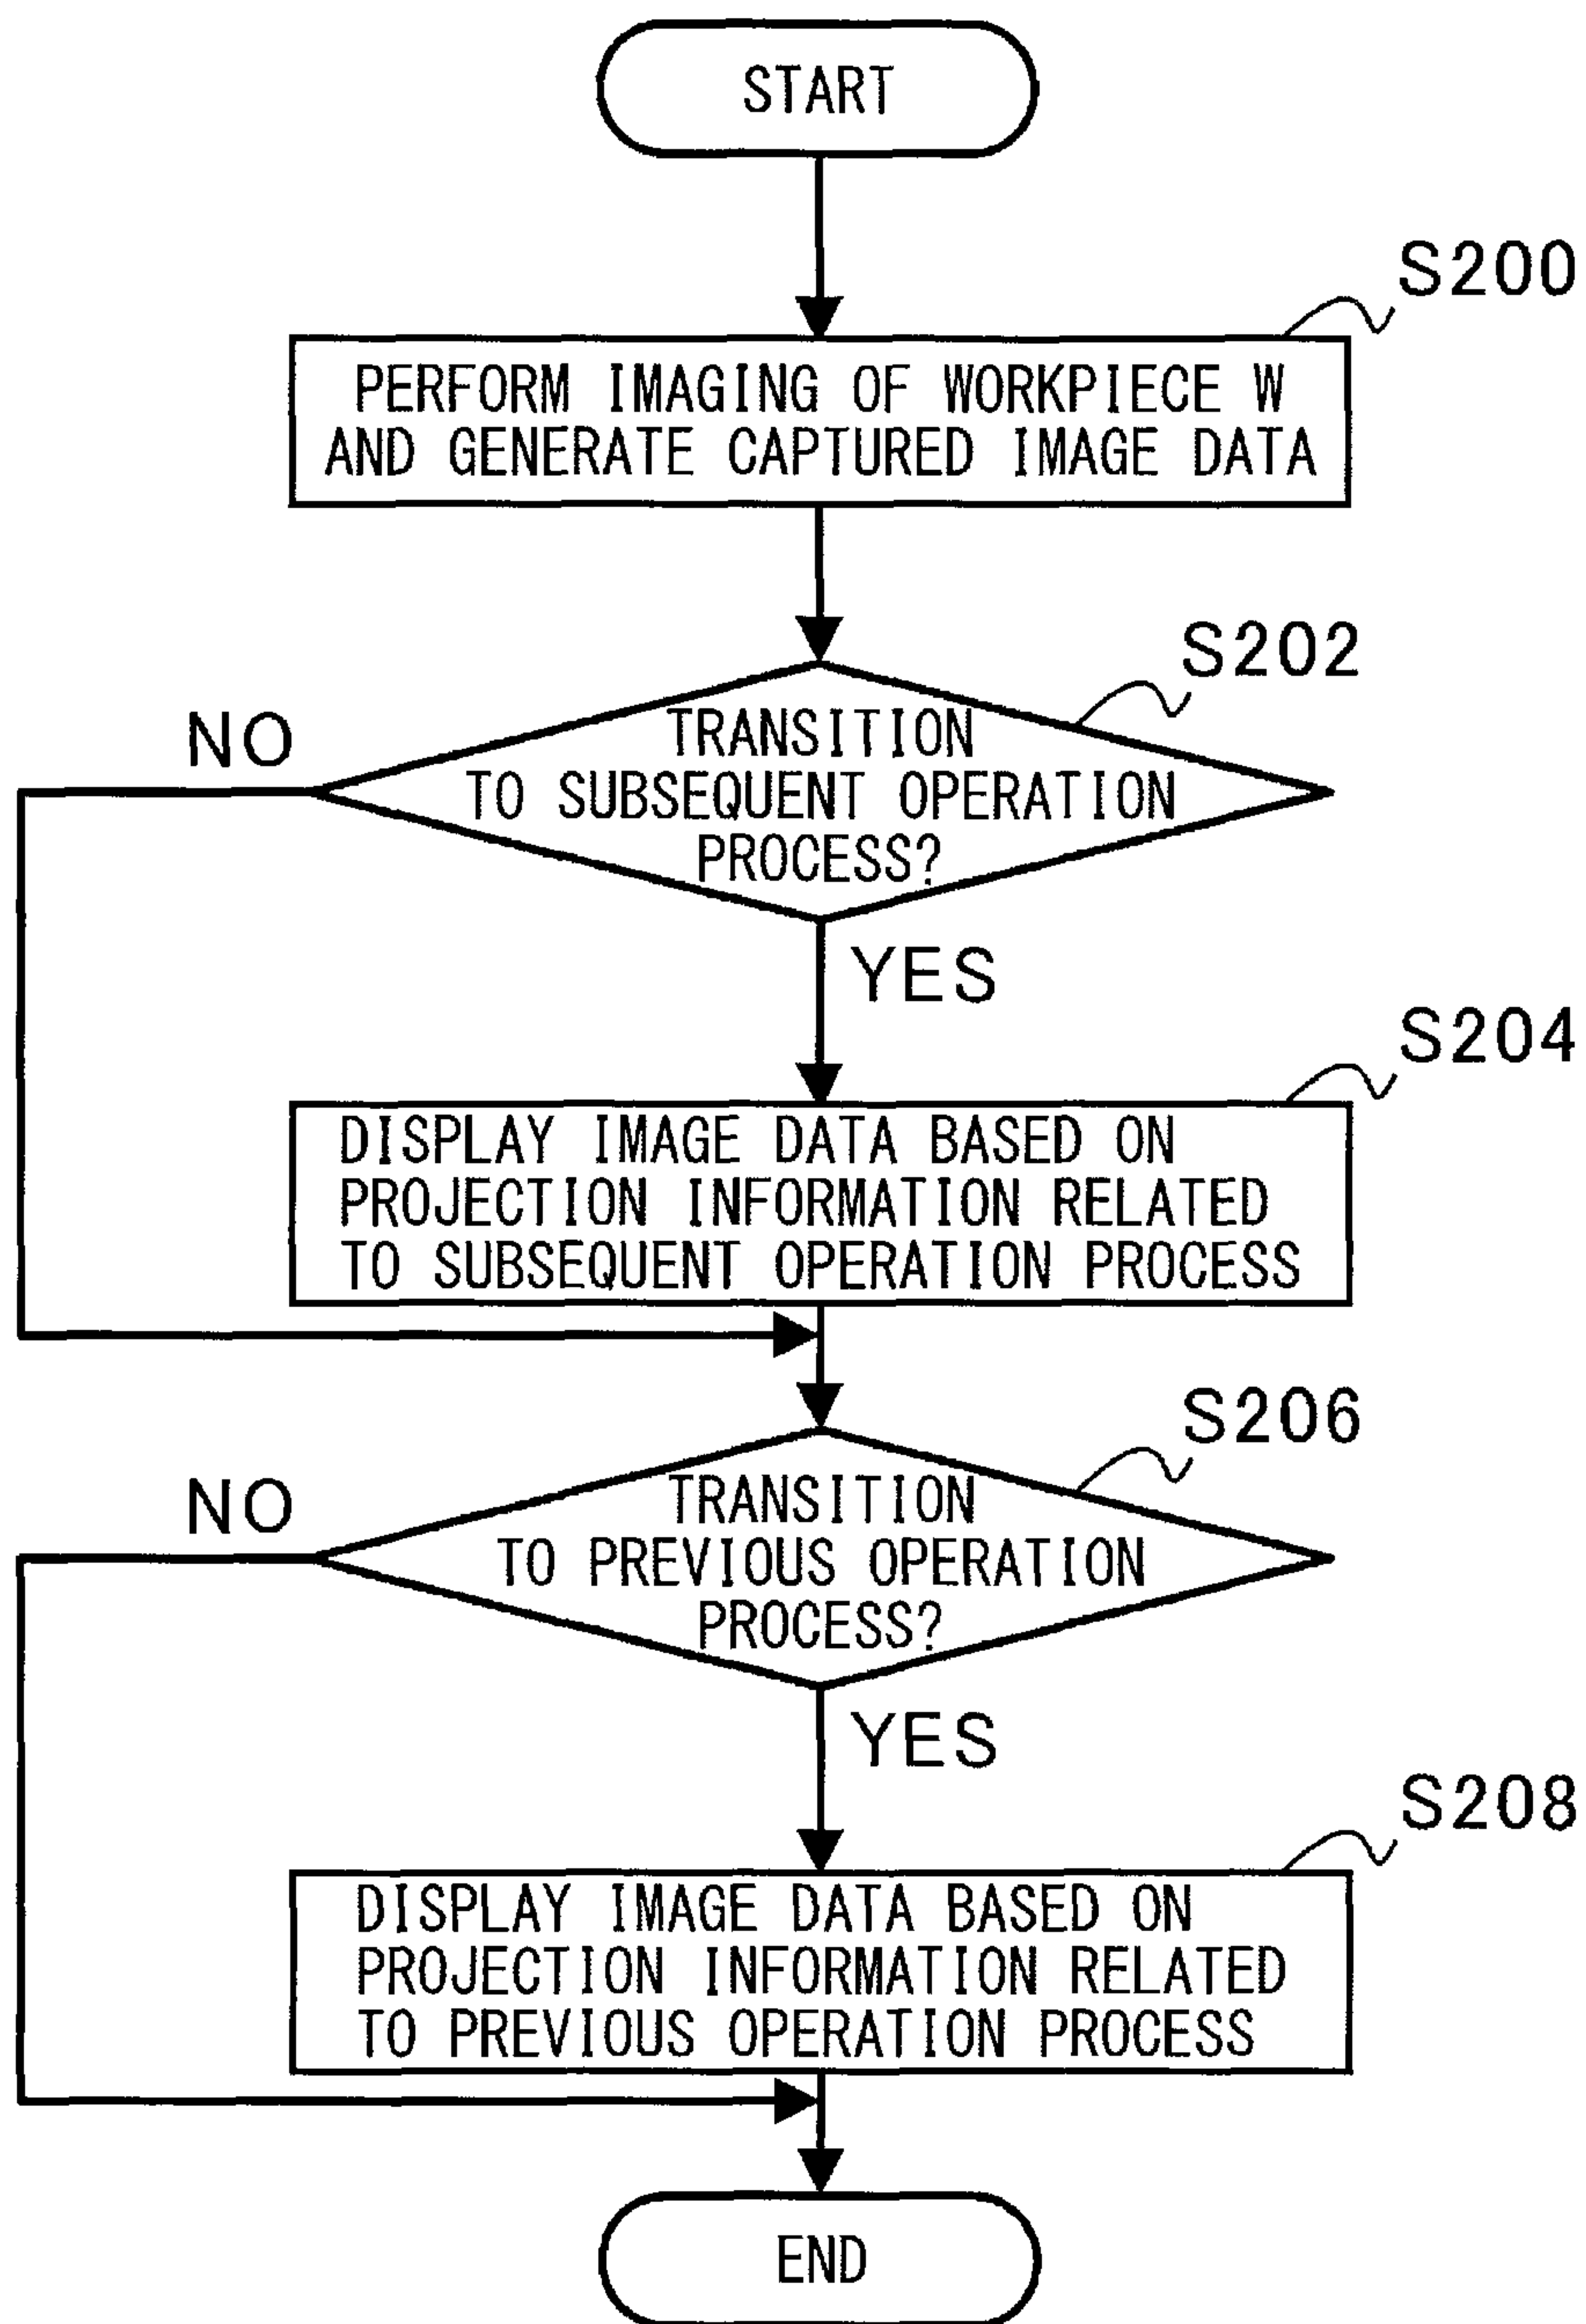 START
S200
PERFORM IMAGING OF WORKPIECE W
AND GENERATE CAPTURED IMAGE DATA
S202
NO
TRANSITION
TO SUBSEQUENT OPERATION
PROCESS?
YES
S204
DISPLAY IMAGE DATA BASED ON
PROJECTION INFORMATION RELATED
TO SUBSEQUENT OPERATION PROCESS
S206
NO
TRANSITION
TO PREVIOUS OPERATION
PROCESS?
YES
S208
DISPLAY IMAGE DATA BASED ON
PROJECTION INFORMATION RELATED
TO PREVIOUS OPERATION PROCESS
END